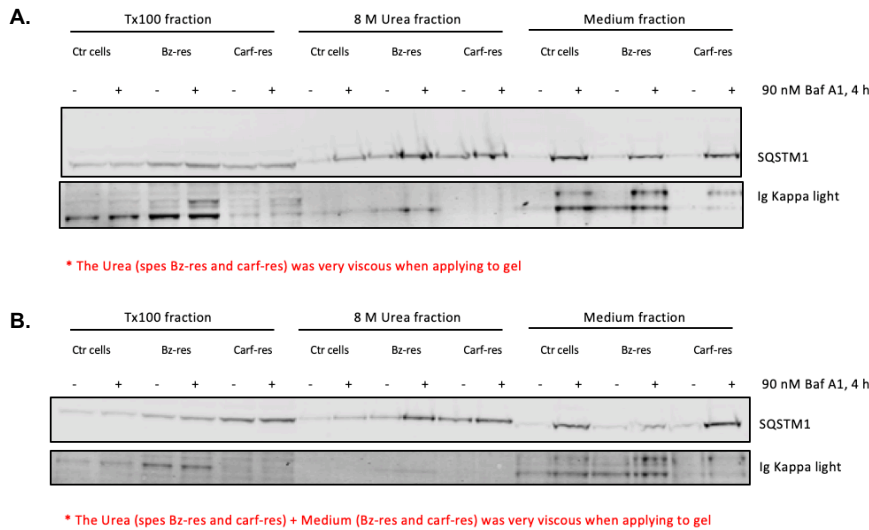 A.
Tx100 fraction 8 M Urea fraction Medium fraction
Ctr cells Bz-res Carf-res Ctr cells Bz-res Carf-res Ctr cells Bz-res Carf-res
- + - + - + - + - + - + - + - + - + 90 nM Baf A1, 4 h
SQSTM1
Ig Kappa light
* The Urea (spes Bz-res and carf-res) was very viscous when applying to gel
B.
Tx100 fraction 8 M Urea fraction Medium fraction
Ctr cells Bz-res Carf-res Ctr cells Bz-res Carf-res Ctr cells Bz-res Carf-res
- + - + - + - + - + - + - + - + - + 90 nM Baf A1, 4 h
SQSTM1
Ig Kappa light
* The Urea (spes Bz-res and carf-res) + Medium (Bz-res and carf-res) was very viscous when applying to gel